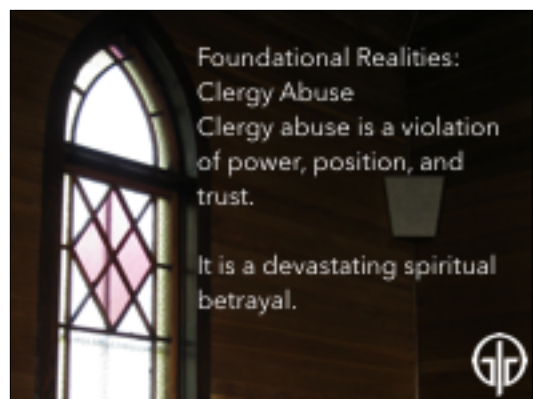 Foundational Realities:
Clergy Abuse
Clergy abuse is a violation
of power, position, and
trust.
It is a devastating spiritual
betrayal.